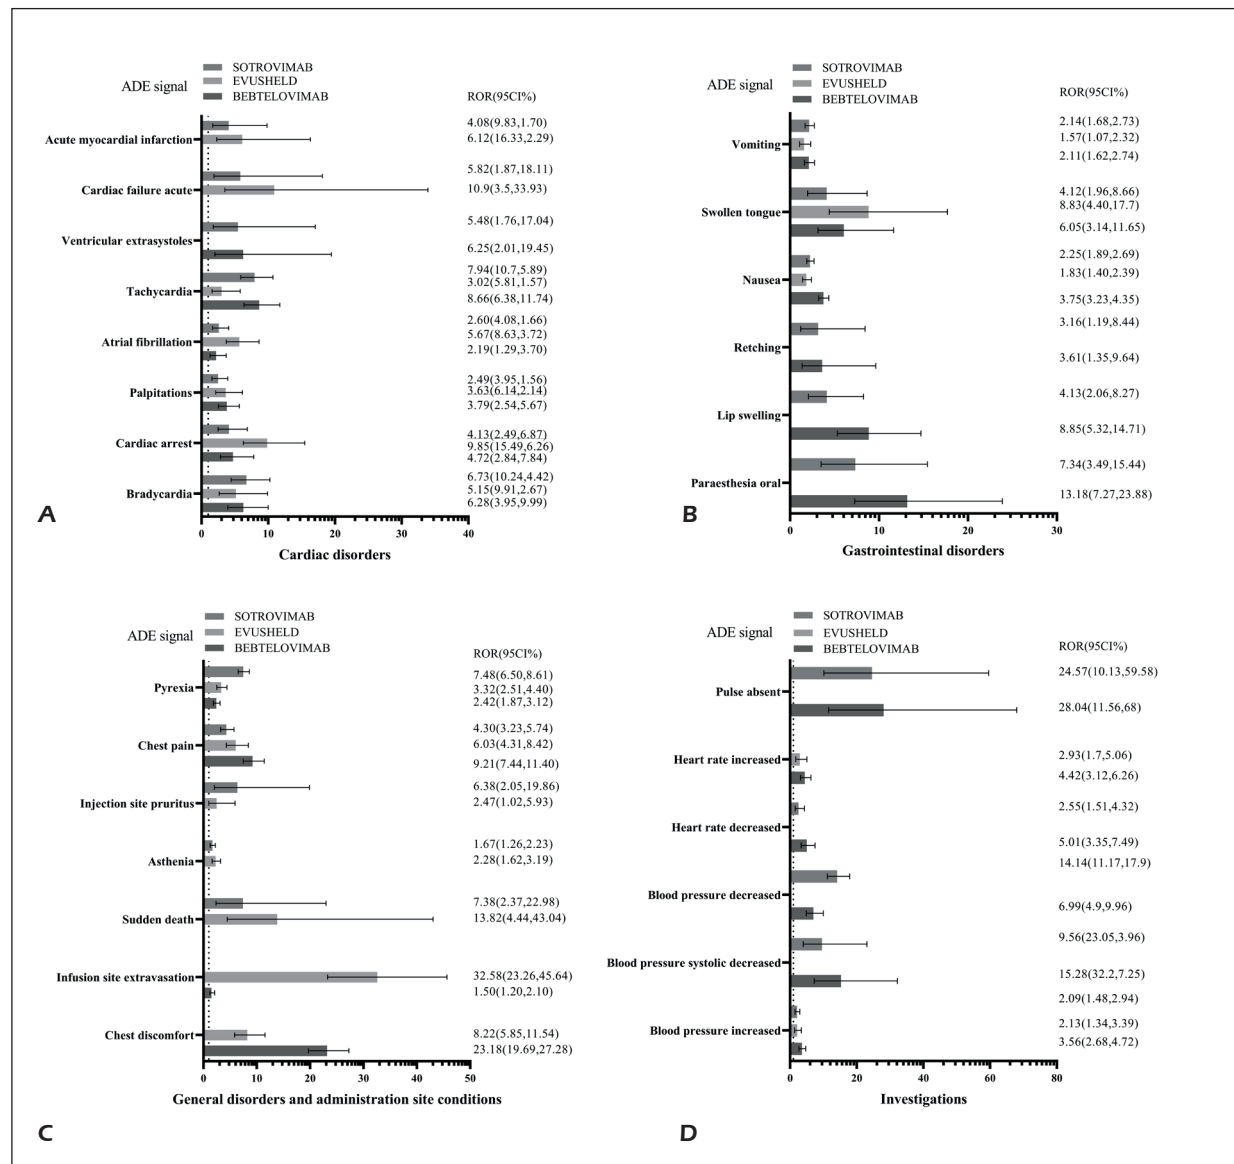 SOTROVIMAB
ADE signal
EVUSHELD
BEBTELOVIMAB
ROR(95CI%)
Acute myocardial infarction
4.08(9.83,1.70)
6.12(16.33,2.29)
Cardiac failure acute
5.82(1.87,18.11)
10.9(3.5,33.93)
Ventricular extrasystoles
5.48(1.76,17.04)
6.25(2.01,19.45)
Tachycardia
7.94(10.7,5.89)
3.02(5.81,1.57)
8.66(6.38,11.74)
Atrial fibrillation
2.60(4.08,1.66)
5.67(8.63,3.72)
2.19(1.29,3.70)
Palpitations
2.49(3.95,1.56)
3.63(6.14,2.14)
3.79(2.54,5.67)
Cardiac arrest
4.13(2.49,6.87)
9.85(15.49,6.26)
4.72(2.84,7.84)
Bradycardia
6.73(10.24,4.42)
5.15(9.91,2.67)
6.28(3.95,9.99)
0 10 20 30 40
Cardiac disorders
A
SOTROVIMAB
ADE signal
EVUSHELD
BEBTELOVIMAB
ROR(95CI%)
Vomiting
2.14(1.68,2.73)
1.57(1.07,2.32)
2.11(1.62,2.74)
Swollen tongue
4.12(1.96,8.66)
8.83(4.40,17.7)
6.05(3.14,11.65)
Nausea
2.25(1.89,2.69)
1.83(1.40,2.39)
3.75(3.23,4.35)
Retching
3.16(1.19,8.44)
3.61(1.35,9.64)
Lip swelling
4.13(2.06,8.27)
8.85(5.32,14.71)
Paraesthesia oral
7.34(3.49,15.44)
13.18(7.27,23.88)
0 10 20 30
Gastrointestinal disorders
B
SOTROVIMAB
ADE signal
EVUSHELD
BEBTELOVIMAB
ROR(95CI%)
Pyrexia
7.48(6.50,8.61)
3.32(2.51,4.40)
2.42(1.87,3.12)
Chest pain
4.30(3.23,5.74)
6.03(4.31,8.42)
9.21(7.44,11.40)
Injection site pruritus
6.38(2.05,19.86)
2.47(1.02,5.93)
Asthenia
1.67(1.26,2.23)
2.28(1.62,3.19)
Sudden death
7.38(2.37,22.98)
13.82(4.44,43.04)
Infusion site extravasation
32.58(23.26,45.64)
1.50(1.20,2.10)
Chest discomfort
8.22(5.85,11.54)
23.18(19.69,27.28)
0 10 20 30 40 50
General disorders and administration site conditions
C
SOTROVIMAB
ADE signal
EVUSHELD
BEBTELOVIMAB
ROR(95CI%)
Pulse absent
24.57(10.13,59.58)
28.04(11.56,68)
Heart rate increased
2.93(1.7,5.06)
4.42(3.12,6.26)
Heart rate decreased
2.55(1.51,4.32)
5.01(3.35,7.49)
Blood pressure decreased
14.14(11.17,17.9)
6.99(4.9,9.96)
Blood pressure systolic decreased
9.56(23.05,3.96)
15.28(32.2,7.25)
Blood pressure increased
2.09(1.48,2.94)
2.13(1.34,3.39)
3.56(2.68,4.72)
0 20 40 60 80
Investigations
D